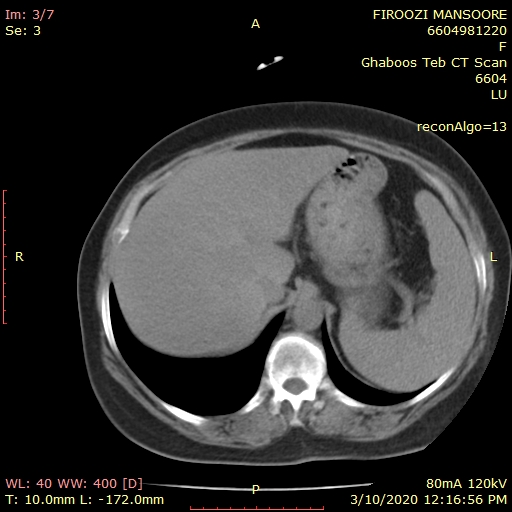 Im: 3/7
Se: 3
A
FIROOZI MANSOORE
6604981220
F
Ghaboos Teb CT Scan
6604
LU
reconAlgo=13
R
L
WL: 40 WW: 400 [D]
T: 10.0mm L: -172.0mm
P
80mA 120kV
3/10/2020 12:16:56 PM